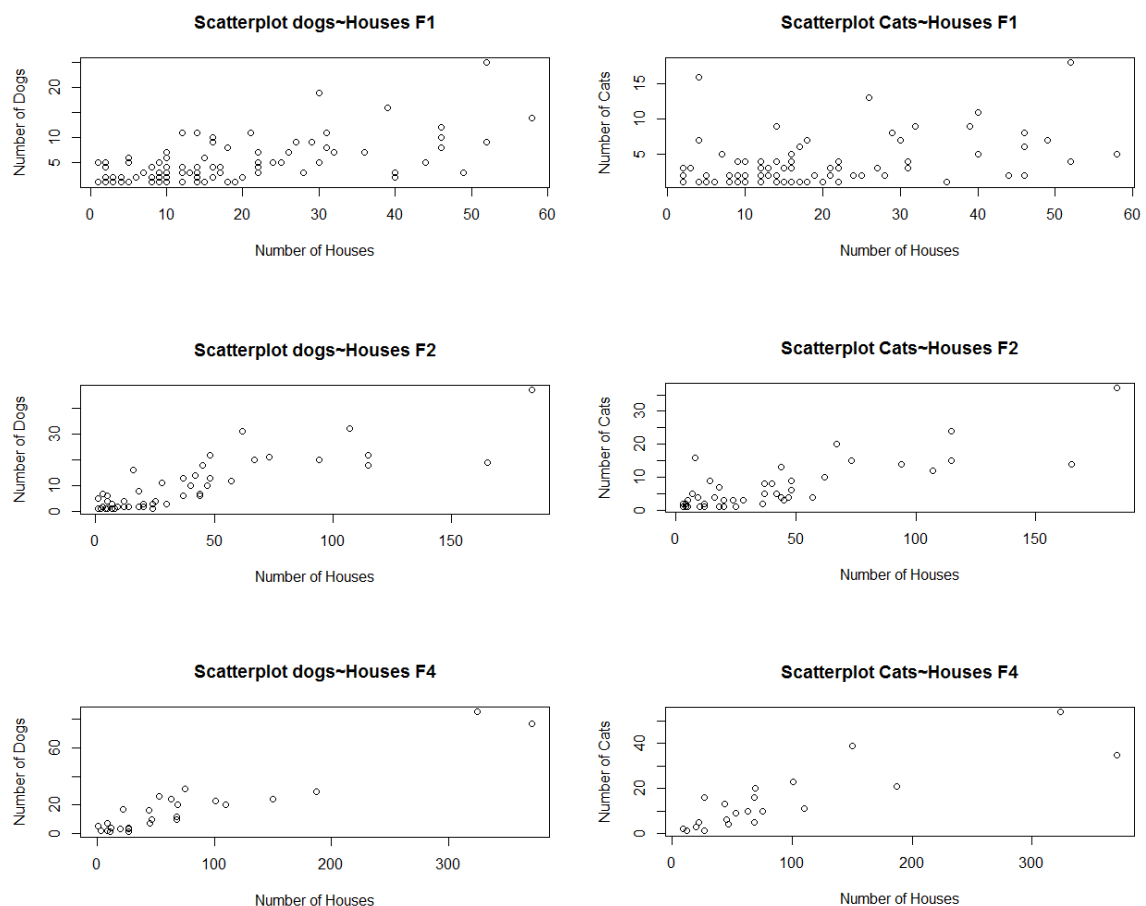 Scatterplot dogs~Houses F1
Number of Dogs
5 10 20
0 10 20 30 40 50 60
Number of Houses
Scatterplot Cats~Houses F1
Number of Cats
5 10 15
0 10 20 30 40 50 60
Number of Houses
Scatterplot dogs~Houses F2
Number of Dogs
0 10 30
0 50 100 150
Number of Houses
Scatterplot Cats~Houses F2
Number of Cats
0 10 20 30
0 50 100 150
Number of Houses
Scatterplot dogs~Houses F4
Number of Dogs
0 20 60
0 100 200 300
Number of Houses
Scatterplot Cats~Houses F4
Number of Cats
0 20 40
0 100 200 300
Number of Houses